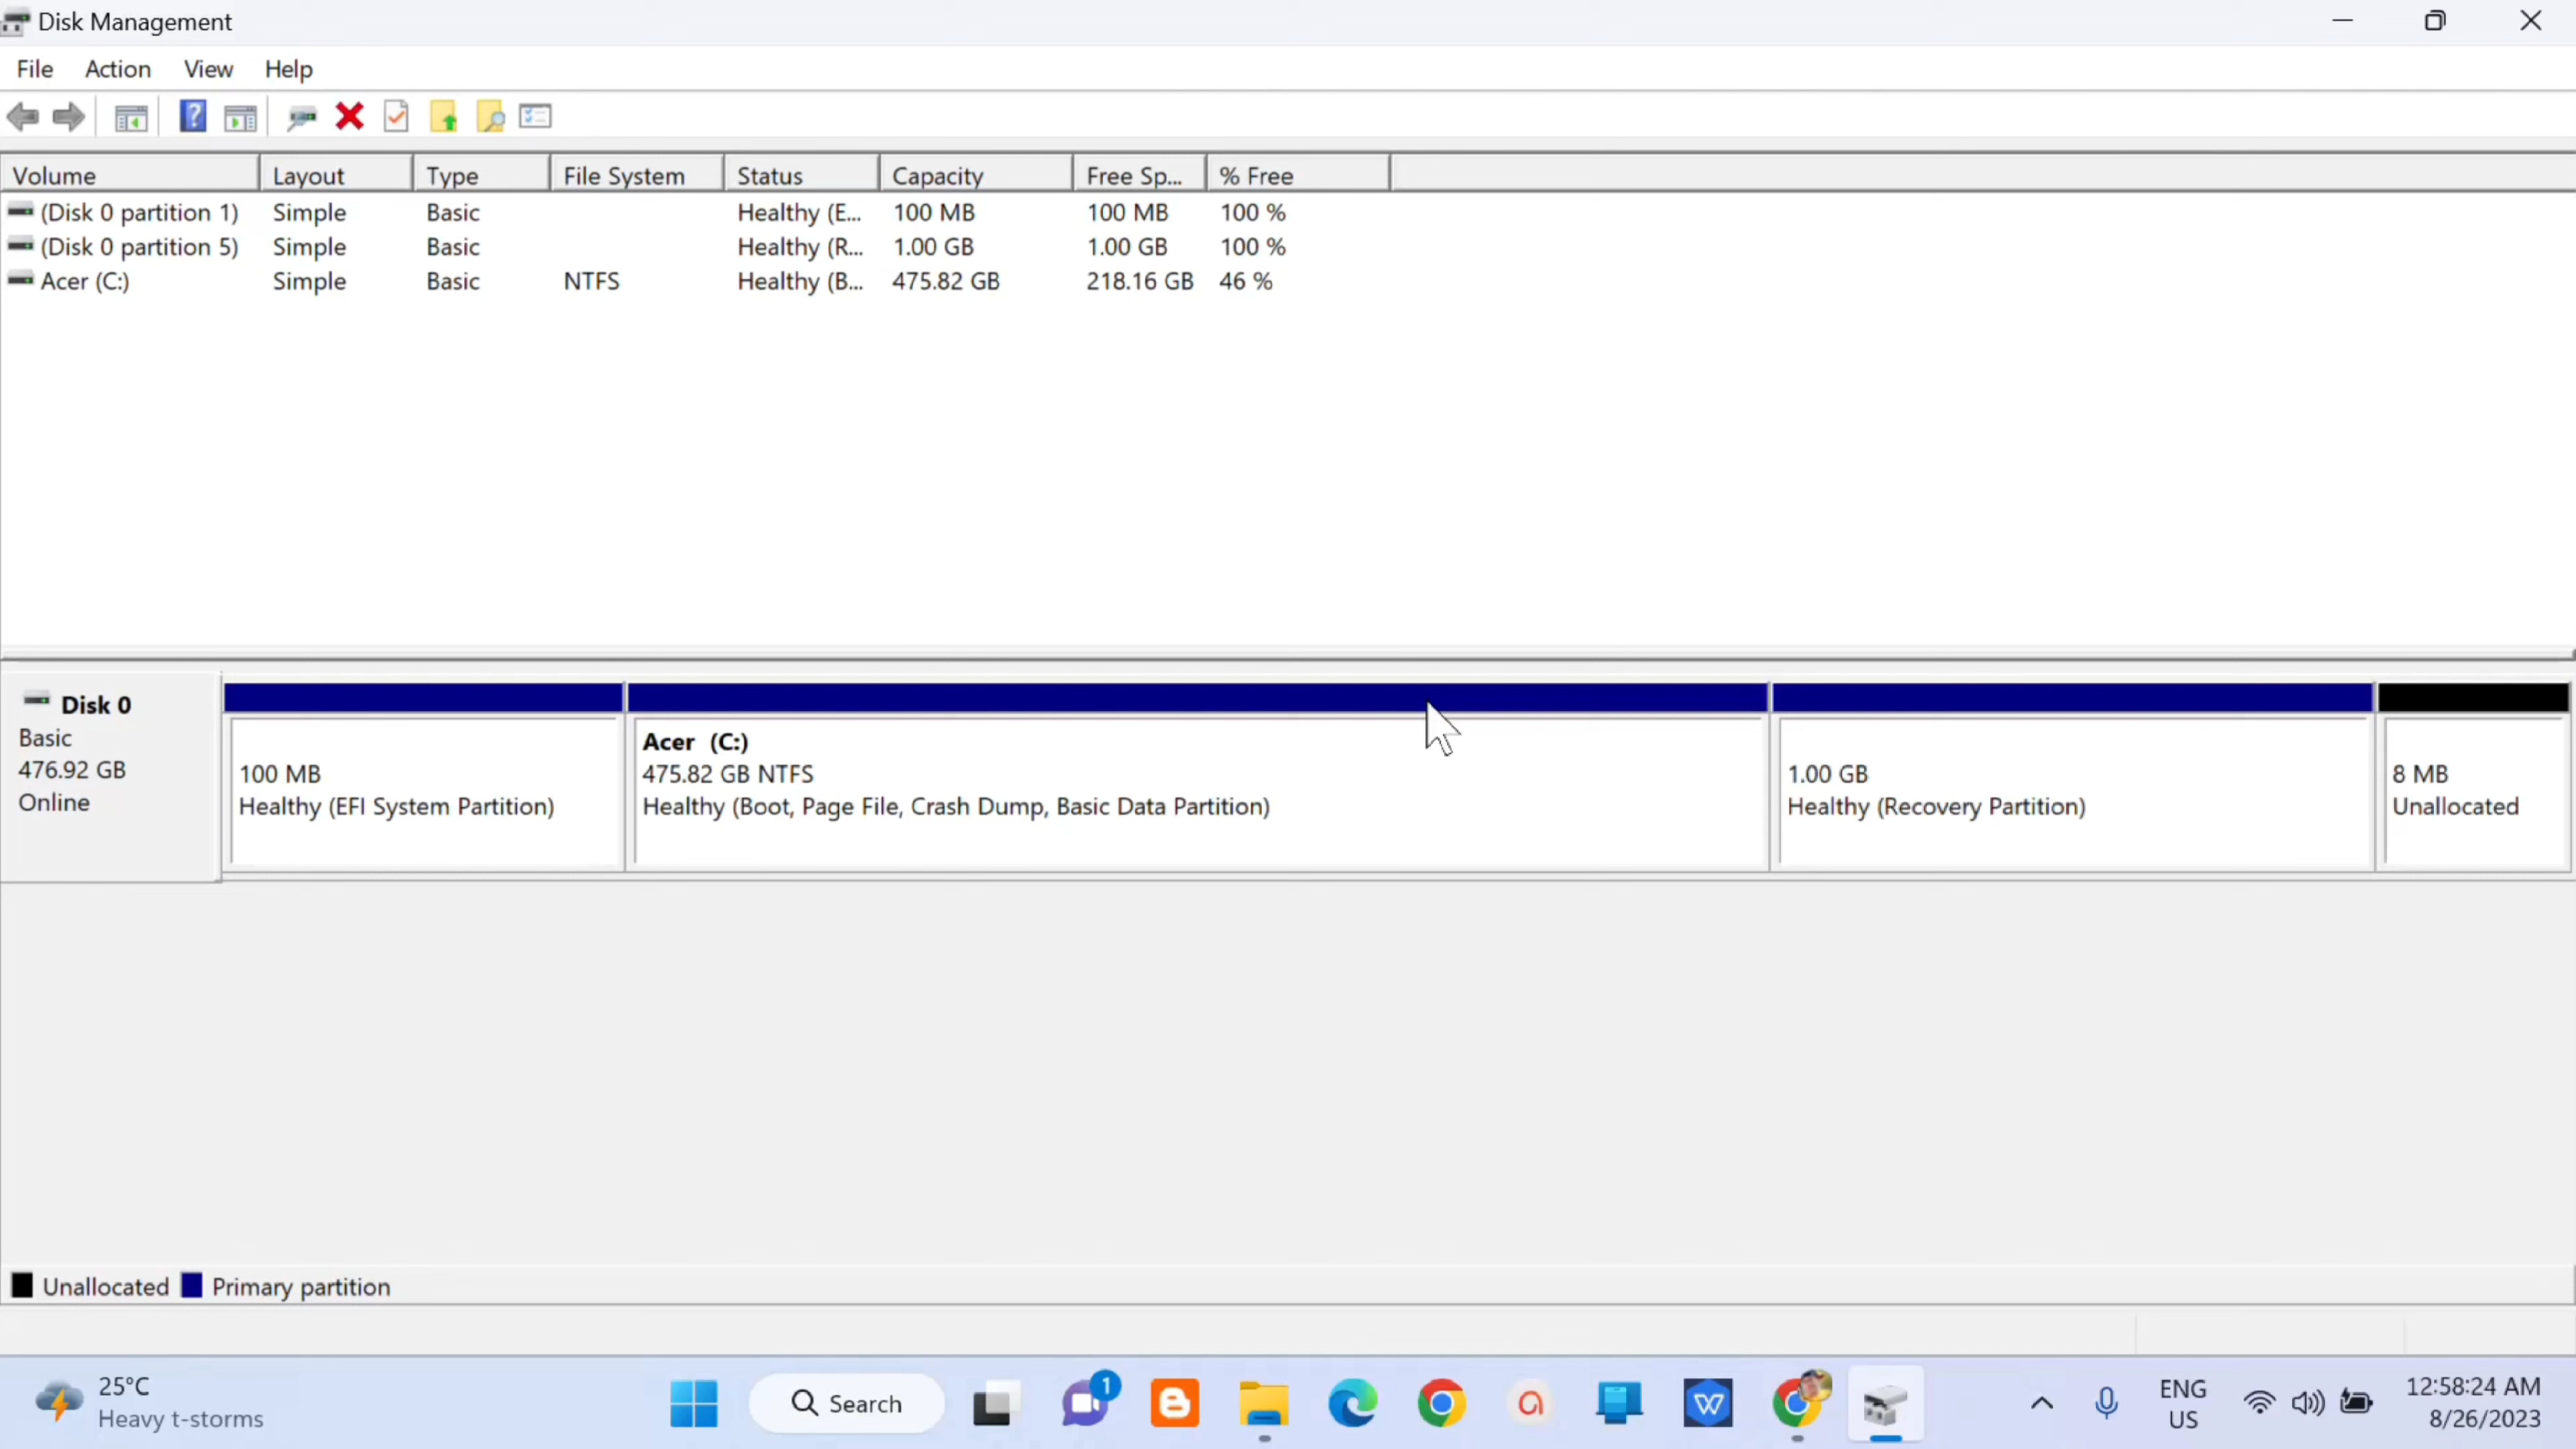 Disk Management
File Action View Help
Volume Layout Type File System Status Capacity Free Sp... % Free
(Disk 0 partition 1) Simple Basic Healthy (E... 100 MB 100 MB 100 %
(Disk 0 partition 5) Simple Basic Healthy (R... 1.00 GB 1.00 GB 100 %
Acer (C:) Simple Basic NTFS Healthy (B... 475.82 GB 218.16 GB 46 %
Disk 0
Basic
476.92 GB
Online
100 MB
Healthy (EFI System Partition)
Acer (C:)
475.82 GB NTFS
Healthy (Boot, Page File, Crash Dump, Basic Data Partition)
1.00 GB
Healthy (Recovery Partition)
8 MB
Unallocated
Unallocated Primary partition
25°C
Heavy t-storms
Search
1
ENG
US
12:58:24 AM
8/26/2023